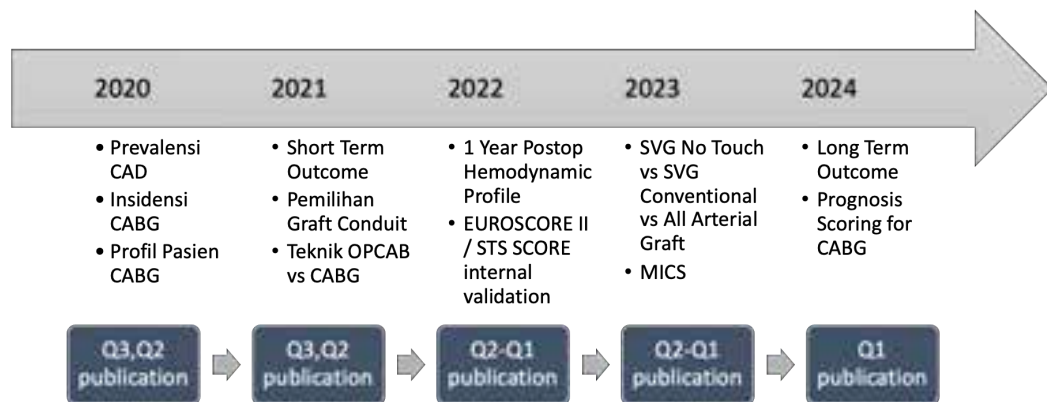 2020
2021
2022
2023
2024
• Prevalensi
CAD
• Insidensi
CABG
• Profil Pasien
CABG
• Short Term
Outcome
• Pemilihan
Graft Conduit
• Teknik OPCAB
vs CABG
• 1 Year Postop
Hemodynamic
Profile
• EUROSCORE II
/ STS SCORE
internal
validation
• SVG No Touch
vs SVG
Conventional
vs All Arterial
Graft
• MICS
• Long Term
Outcome
• Prognosis
Scoring for
CABG
Q3,Q2
publication
Q3,Q2
publication
Q2-Q1
publication
Q2-Q1
publication
Q1
publication